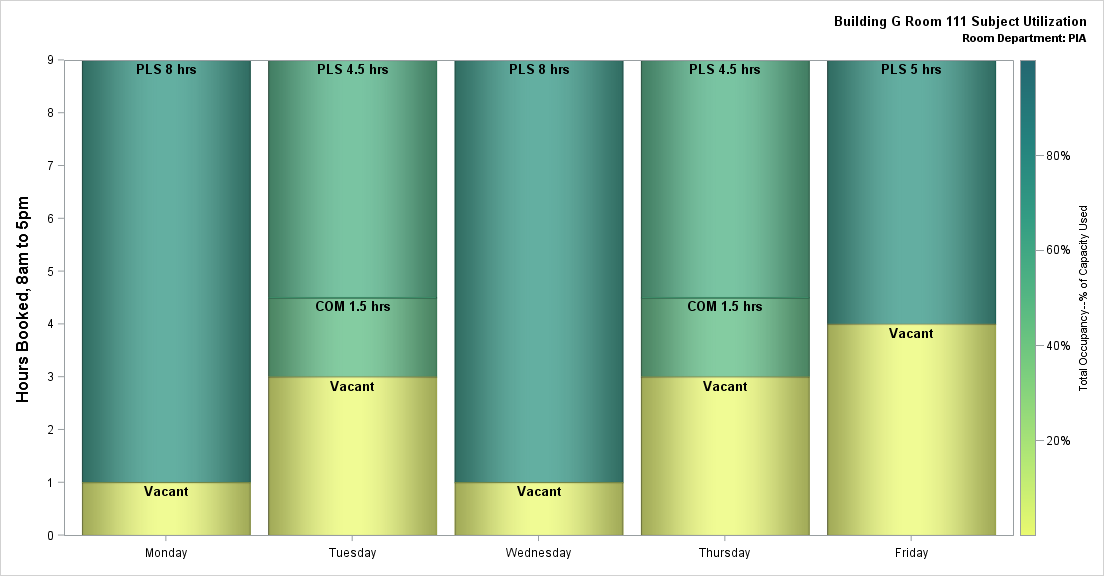 Building G Room 111 Subject Utilization
Room Department: PIA
Hours Booked, 8am to 5pm
9
8
7
6
5
4
3
2
1
0
PLS 8 hrs
Vacant
PLS 4.5 hrs
COM 1.5 hrs
Vacant
PLS 8 hrs
Vacant
PLS 4.5 hrs
COM 1.5 hrs
Vacant
PLS 5 hrs
Vacant
Monday
Tuesday
Wednesday
Thursday
Friday
80%
60%
40%
20%
Total Occupancy--% of Capacity Used